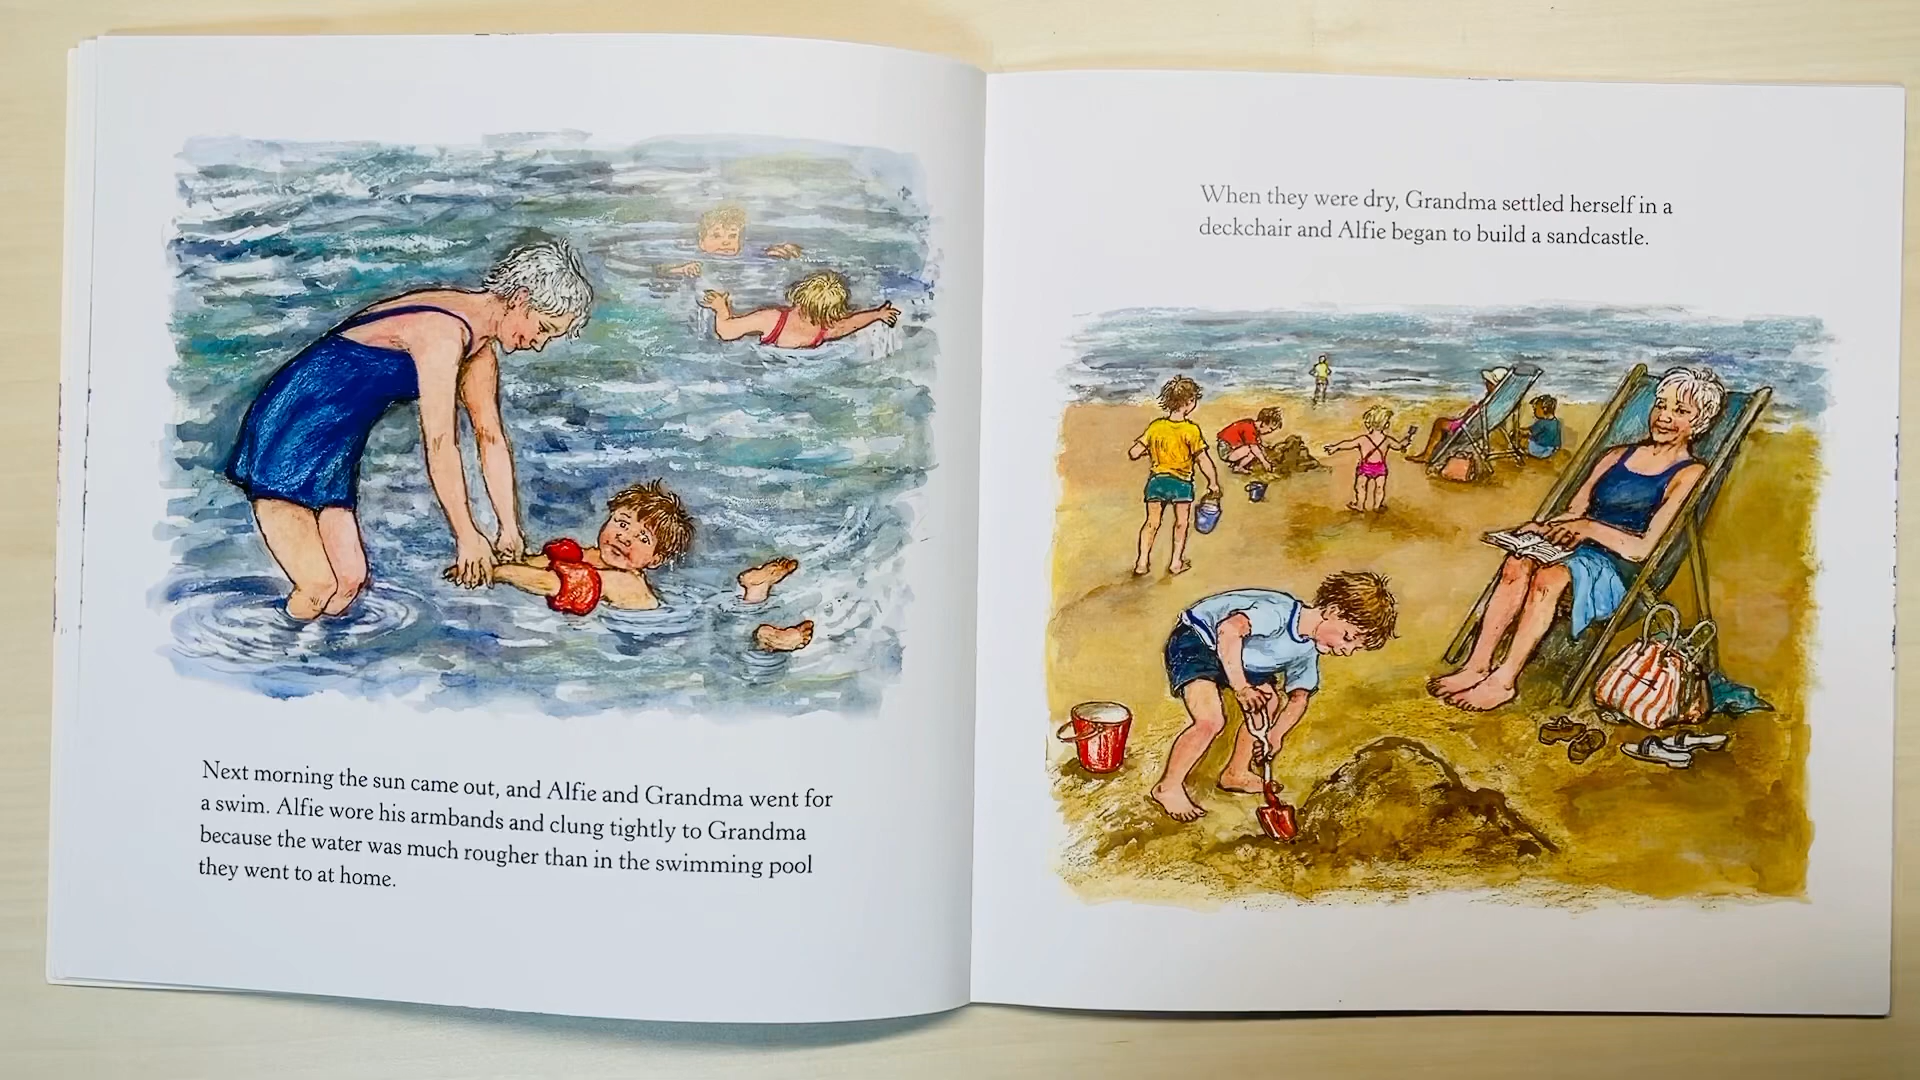 Next morning the sun came out, and Alfie and Grandma went for
a swim. Alfie wore his armbands and clung tightly to Grandma
because the water was much rougher than in the swimming pool
they went to at home.
When they were dry, Grandma settled herself in a
deckchair and Alfie began to build a sandcastle.